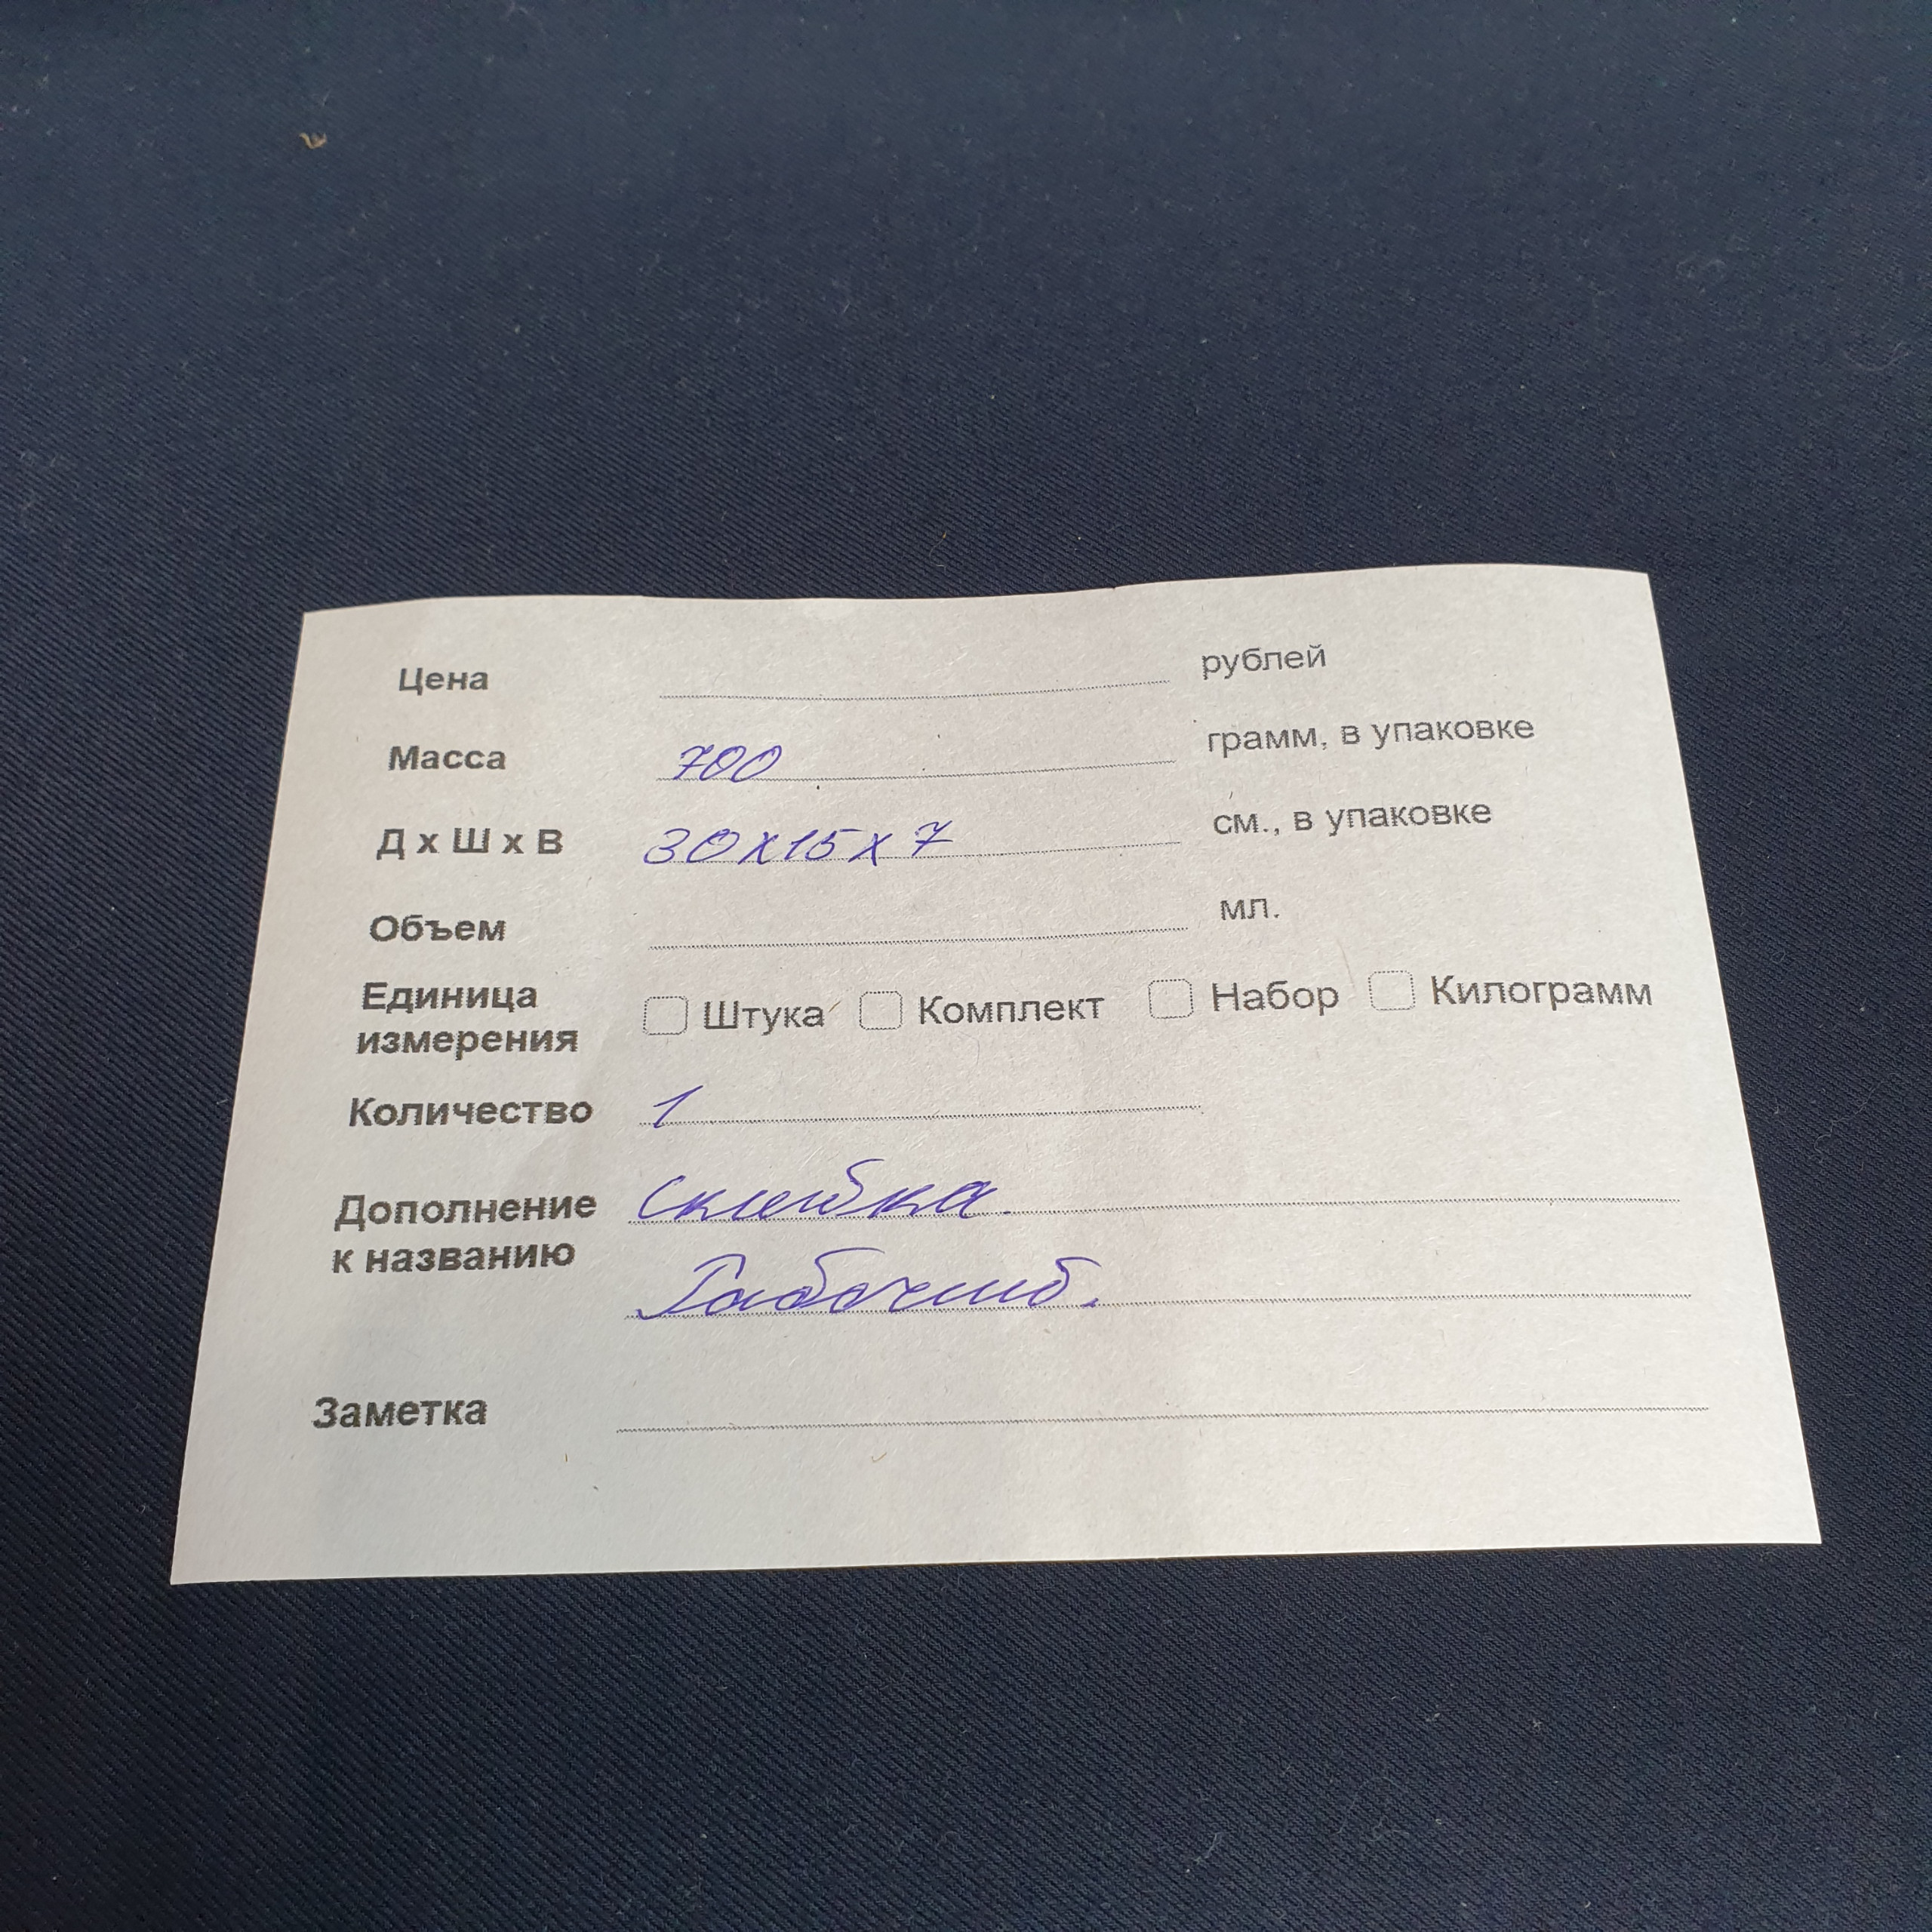 Цена рублей
Масса 700 грамм, в упаковке
Д х Ш х В 30х15х7 см., в упаковке
Объем мл.
Единица измерения Штука Комплект Набор Килограмм
Количество 1
Дополнение к названию Склейка.
Рабочий.
Заметка